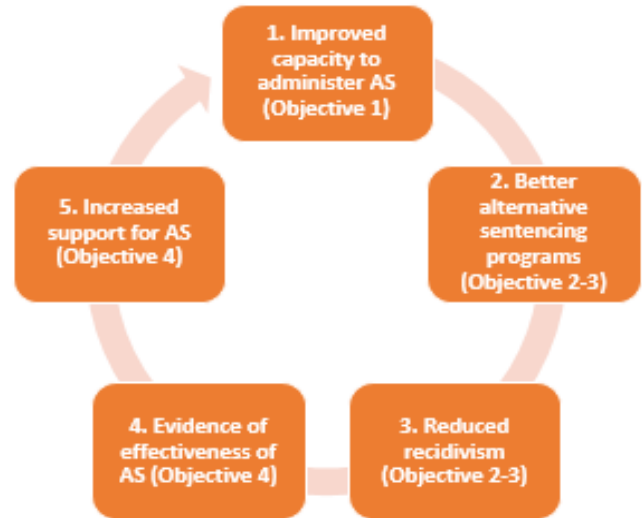 1. Improved
capacity to
administer AS
(Objective 1)
2. Better
alternative
sentencing
programs
(Objective 2-3)
3. Reduced
recidivism
(Objective 2-3)
4. Evidence of
effectiveness of
AS (Objective 4)
5. Increased
support for AS
(Objective 4)